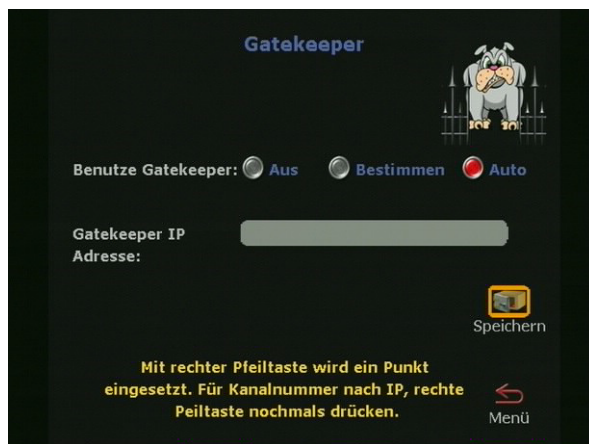 Gatekeeper
Benutze Gatekeeper: Aus Bestimmen Auto
Gatekeeper IP
Adresse:
Speichern
Mit rechter Pfeiltaste wird ein Punkt
eingesetzt. Für Kanalnummer nach IP, rechte
Peiltaste nochmals drücken.
Menü